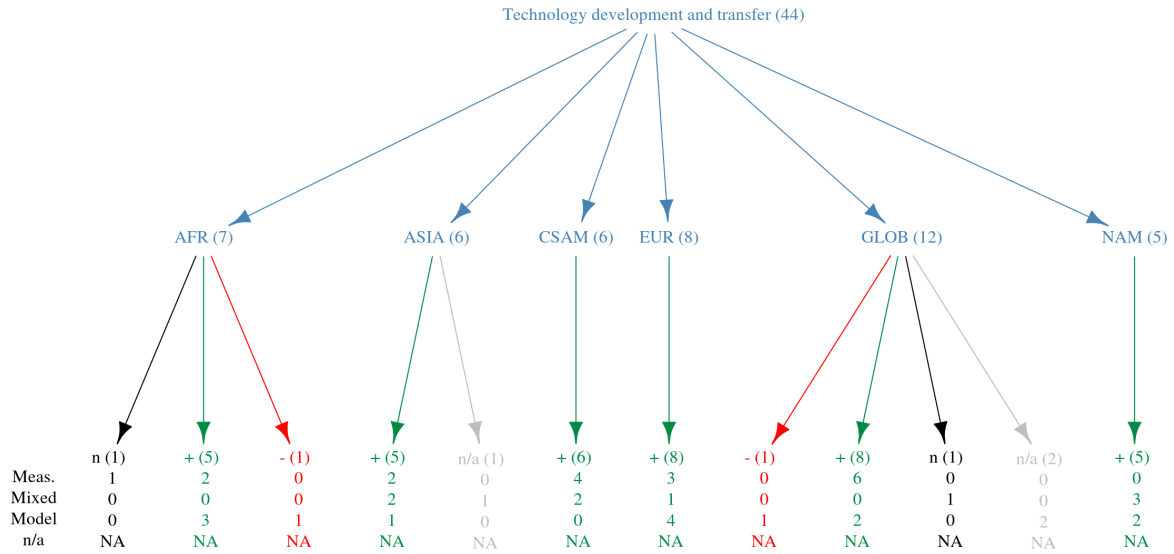 Technology development and transfer (44)
AFR (7) ASIA (6) CSAM (6) EUR (8) GLOB (12) NAM (5)
n (1) + (5) - (1) + (5) n/a (1) + (6) + (8) - (1) + (8) n (1) n/a (2) + (5)
Meas. 1 2 0 2 0 4 3 0 6 0 0 0
Mixed 0 0 0 2 1 2 1 0 0 1 0 3
Model 0 3 1 1 0 0 4 1 2 0 2 2
n/a NA NA NA NA NA NA NA NA NA NA NA NA